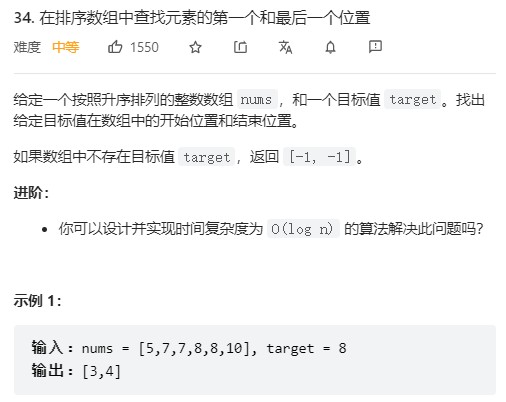 34. 在排序数组中查找元素的第一个和最后一个位置
难度 中等 1550
给定一个按照升序排列的整数数组 nums，和一个目标值 target。找出
给定目标值在数组中的开始位置和结束位置。
如果数组中不存在目标值 target，返回 [-1, -1]。
进阶：
• 你可以设计并实现时间复杂度为 O(log n) 的算法解决此问题吗？
示例 1：
输入：nums = [5,7,7,8,8,10], target = 8
输出：[3,4]